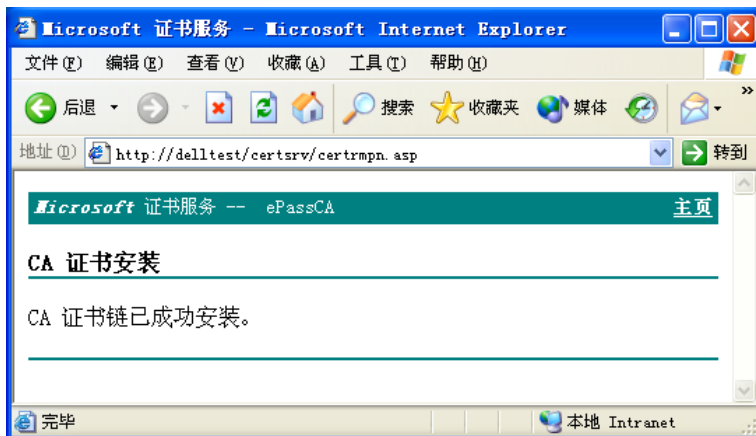 Microsoft 证书服务 - Microsoft Internet Explorer
文件(F) 编辑(E) 查看(V) 收藏(A) 工具(T) 帮助(H)
后退 搜索 收藏夹 媒体 »
地址(D) http://delltest/certsrv/certrmpn.asp 转到
Microsoft 证书服务 -- ePassCA 主页
CA 证书安装
CA 证书链已成功安装。
完毕 本地 Intranet